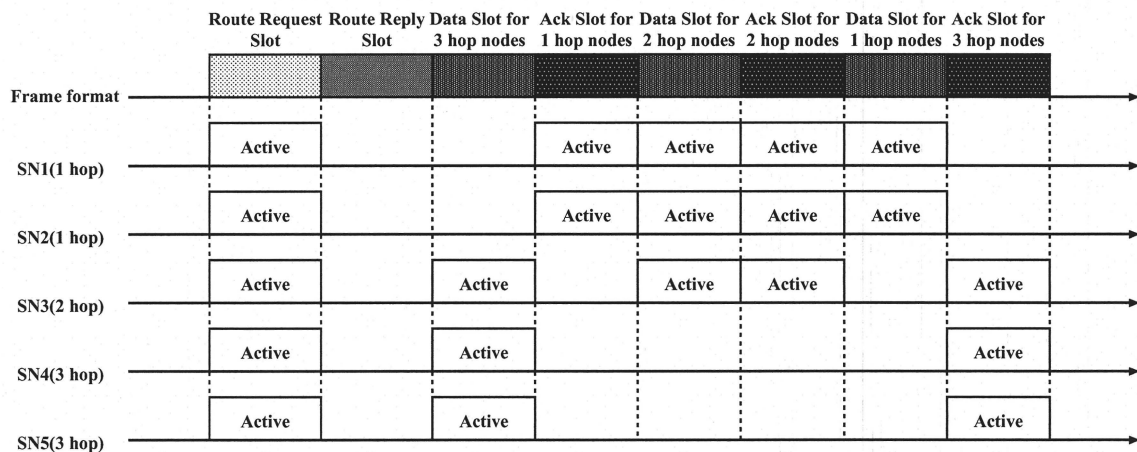 Route Request Route Reply Data Slot for Ack Slot for Data Slot for Ack Slot for Data Slot for Ack Slot for
Slot Slot 3 hop nodes 1 hop nodes 2 hop nodes 2 hop nodes 1 hop nodes 3 hop nodes
Frame format
Active Active Active Active Active
SN1(1 hop)
Active Active Active Active Active
SN2(1 hop)
Active Active Active Active Active
SN3(2 hop)
Active Active Active
SN4(3 hop)
Active Active Active
SN5(3 hop)